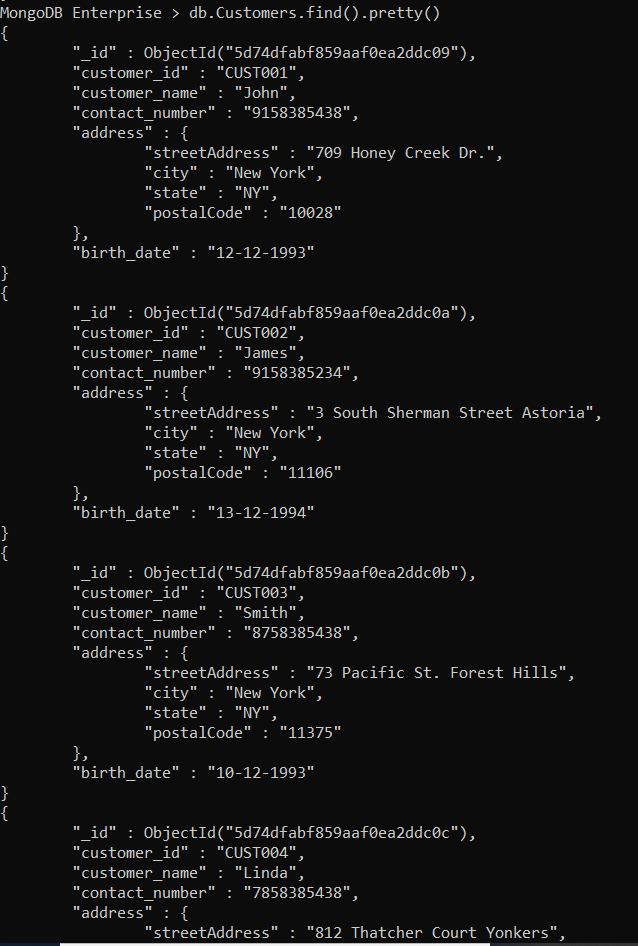 MongoDB Enterprise > db.Customers.find().pretty()
{
        "_id" : ObjectId("5d74dfabf859aaf0ea2ddc09"),
        "customer_id" : "CUST001",
        "customer_name" : "John",
        "contact_number" : "9158385438",
        "address" : {
                "streetAddress" : "709 Honey Creek Dr.",
                "city" : "New York",
                "state" : "NY",
                "postalCode" : "10028"
        },
        "birth_date" : "12-12-1993"
}
{
        "_id" : ObjectId("5d74dfabf859aaf0ea2ddc0a"),
        "customer_id" : "CUST002",
        "customer_name" : "James",
        "contact_number" : "9158385234",
        "address" : {
                "streetAddress" : "3 South Sherman Street Astoria",
                "city" : "New York",
                "state" : "NY",
                "postalCode" : "11106"
        },
        "birth_date" : "13-12-1994"
}
{
        "_id" : ObjectId("5d74dfabf859aaf0ea2ddc0b"),
        "customer_id" : "CUST003",
        "customer_name" : "Smith",
        "contact_number" : "8758385438",
        "address" : {
                "streetAddress" : "73 Pacific St. Forest Hills",
                "city" : "New York",
                "state" : "NY",
                "postalCode" : "11375"
        },
        "birth_date" : "10-12-1993"
}
{
        "_id" : ObjectId("5d74dfabf859aaf0ea2ddc0c"),
        "customer_id" : "CUST004",
        "customer_name" : "Linda",
        "contact_number" : "7858385438",
        "address" : {
                "streetAddress" : "812 Thatcher Court Yonkers",